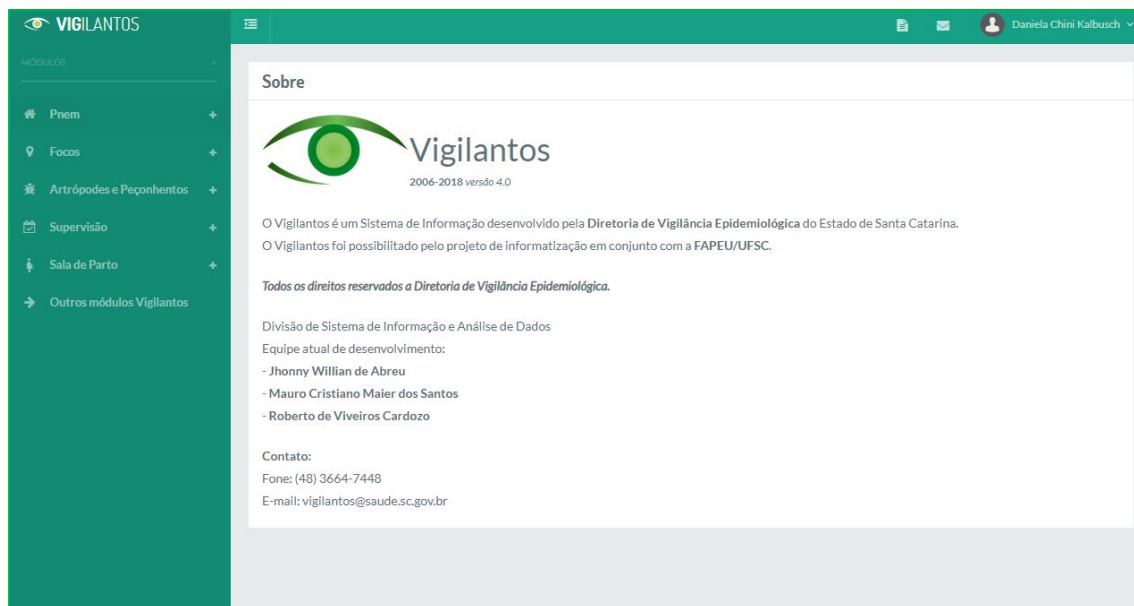 VIGILANTOS
Daniela Chini Kalbusch
MÓDULOS
Pnem
Focos
Artrópodes e Peçonhentos
Supervisão
Sala de Parto
Outros módulos Vigilantos
Sobre
Vigilantos
2006-2018 versão 4.0
O Vigilantos é um Sistema de Informação desenvolvido pela Diretoria de Vigilância Epidemiológica do Estado de Santa Catarina.
O Vigilantos foi possibilitado pelo projeto de informatização em conjunto com a FAPEU/UFSC.
Todos os direitos reservados a Diretoria de Vigilância Epidemiológica.
Divisão de Sistema de Informação e Análise de Dados
Equipe atual de desenvolvimento:
- Jhonny Willian de Abreu
- Mauro Cristiano Maier dos Santos
- Roberto de Viveiros Cardozo
Contato:
Fone: (48) 3664-7448
E-mail: vigilantos@saude.sc.gov.br